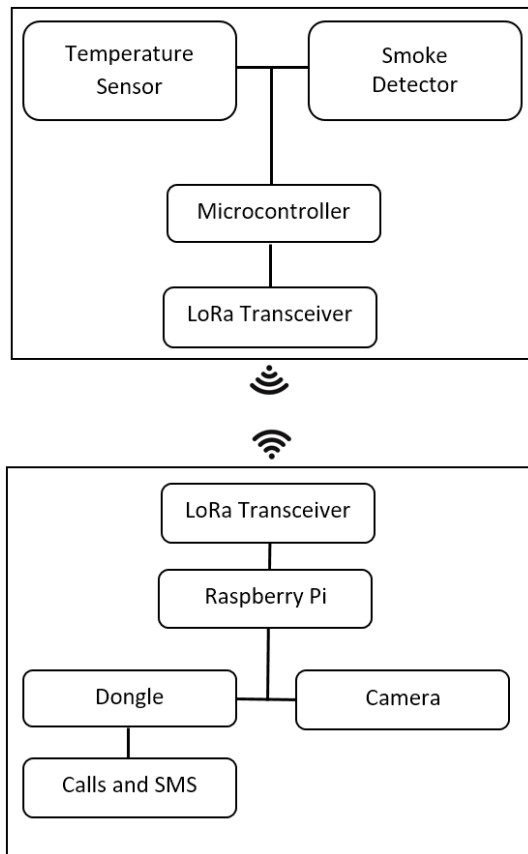 Temperature
Sensor
Smoke
Detector
Microcontroller
LoRa Transceiver
LoRa Transceiver
Raspberry Pi
Dongle
Camera
Calls and SMS